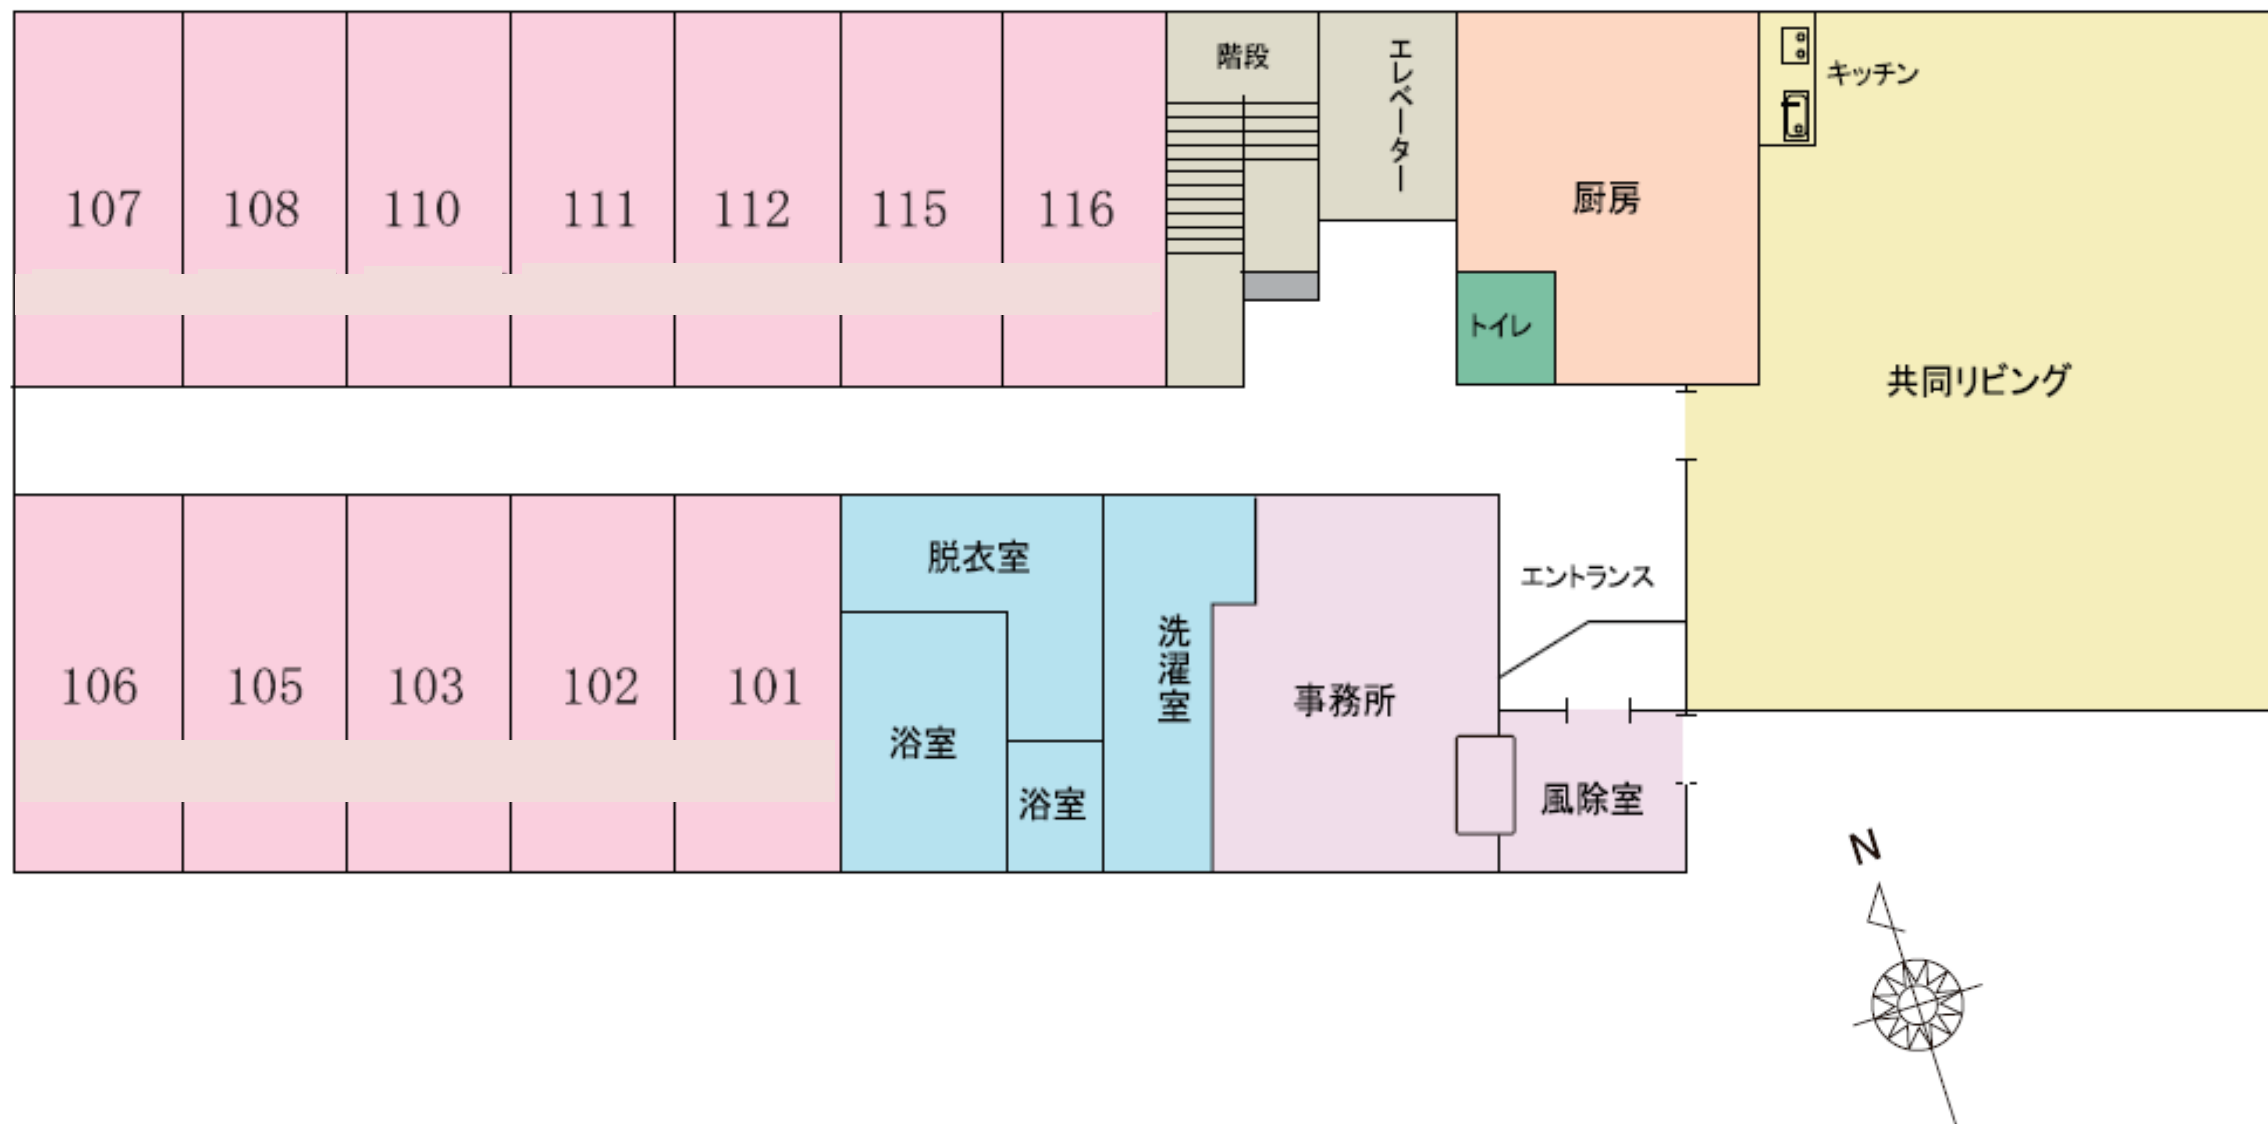 階段
エレベーター
キッチン
107
108
110
111
112
115
116
厨房
トイレ
共同リビング
脱衣室
エントランス
洗濯室
106
105
103
102
101
事務所
浴室
浴室
風除室
N